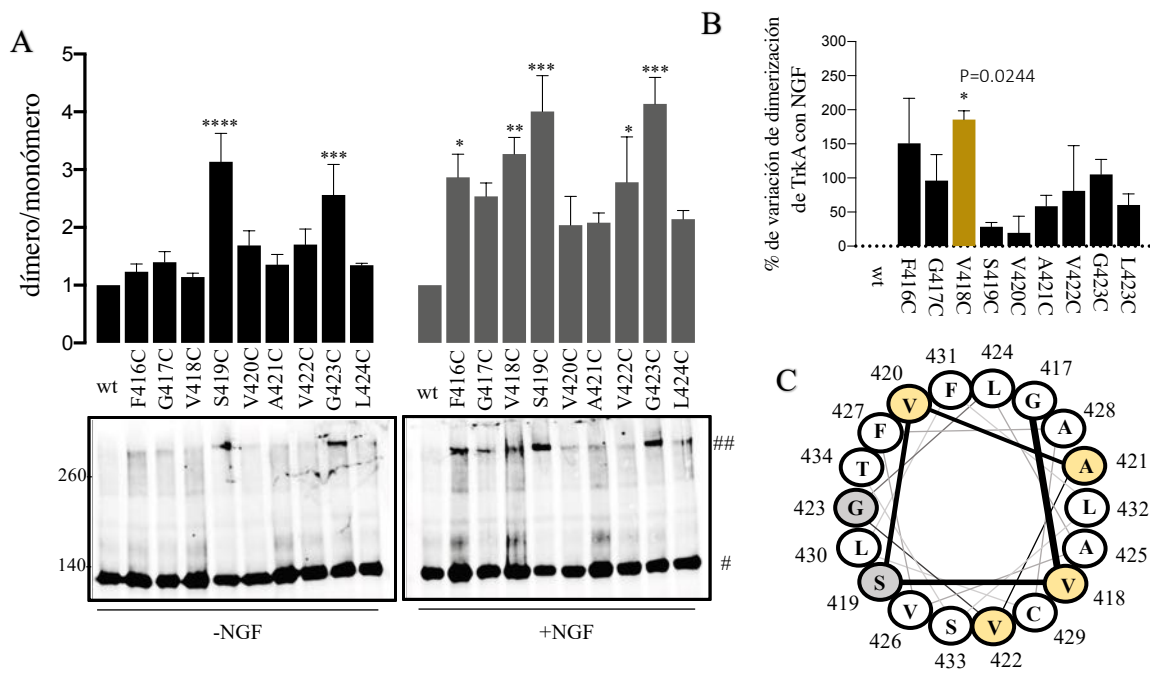 A
5
4
3
2
1
0
dímero/monómero
****
***
*
**
***
*
***
wt
F416C
G417C
V418C
S419C
V420C
A421C
V422C
G423C
L424C
wt
F416C
G417C
V418C
S419C
V420C
A421C
V422C
G423C
L424C
260
140
##
#
-NGF
+NGF
B
% de variación de dimerización
de TrkA con NGF
300
250
200
150
100
50
0
P=0.0244
*
wt
F416C
G417C
V418C
S419C
V420C
A421C
V422C
G423C
L423C
C
420 V
431 F
424 L
417 G
428 A
421 A
432 L
425 A
418 V
429 C
422 V
433 S
426 V
419 S
430 L
423 G
434 T
427 F